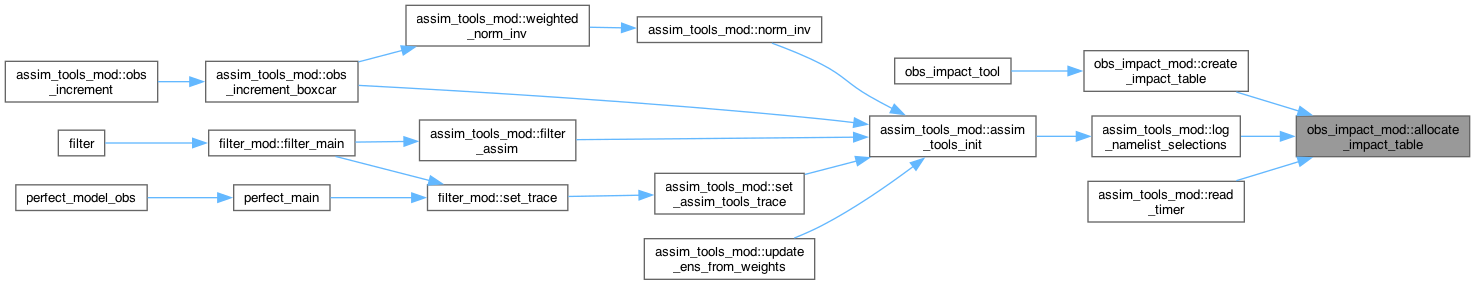 assim_tools_mod::weighted
_norm_inv
assim_tools_mod::norm_inv
assim_tools_mod::obs
_increment
assim_tools_mod::obs
_increment_boxcar
obs_impact_tool
obs_impact_mod::create
_impact_table
filter
filter_mod::filter_main
assim_tools_mod::filter
_assim
assim_tools_mod::assim
_tools_init
assim_tools_mod::log
_namelist_selections
obs_impact_mod::allocate
_impact_table
perfect_model_obs
perfect_main
filter_mod::set_trace
assim_tools_mod::set
_assim_tools_trace
assim_tools_mod::read
_timer
assim_tools_mod::update
_ens_from_weights